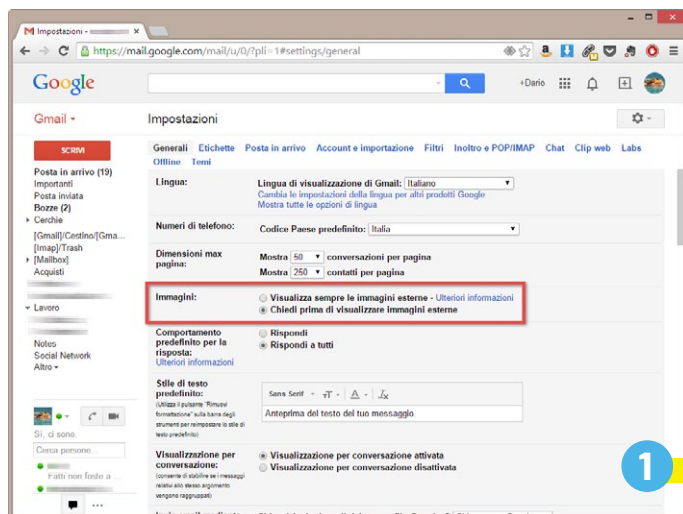 Impostazioni -
https://mail.google.com/mail/u/0/?pli=1#settings/general
Google
+Dario
Gmail
Impostazioni
SCRIVI
Generali Etichette Posta in arrivo Account e importazione Filtri Inoltro e POP/IMAP Chat Clip web Labs
Offline Temi
Posta in arrivo (19)
Importanti
Posta inviata
Bozze (2)
Cerchie
[Gmail]/Cestino/[Gma...
[Imap]/Trash
[Mailbox]
Acquisti
Lavoro
Notes
Social Network
Altro
Sì, ci sono.
Cerca persone...
Fatti non foste a ...
Lingua:
Lingua di visualizzazione di Gmail: Italiano
Cambia le impostazioni della lingua per altri prodotti Google
Mostra tutte le opzioni di lingua
Numeri di telefono:
Codice Paese predefinito: Italia
Dimensioni max
pagina:
Mostra 50 conversazioni per pagina
Mostra 250 contatti per pagina
Immagini:
Visualizza sempre le immagini esterne - Ulteriori informazioni
Chiedi prima di visualizzare immagini esterne
Comportamento
predefinito per la
risposta:
Ulteriori informazioni
Rispondi
Rispondi a tutti
Stile di testo
predefinito:
(Utilizza il pulsante "Rimuovi
formattazione" sulla barra degli
strumenti per reimpostare lo stile di
testo predefinito)
Sans Serif
Anteprima del testo del tuo messaggio.
Visualizzazione per
conversazione:
(consente di stabilire se i messaggi
relativi allo stesso argomento
vengono raggruppati)
Visualizzazione per conversazione attivata
Visualizzazione per conversazione disattivata
1